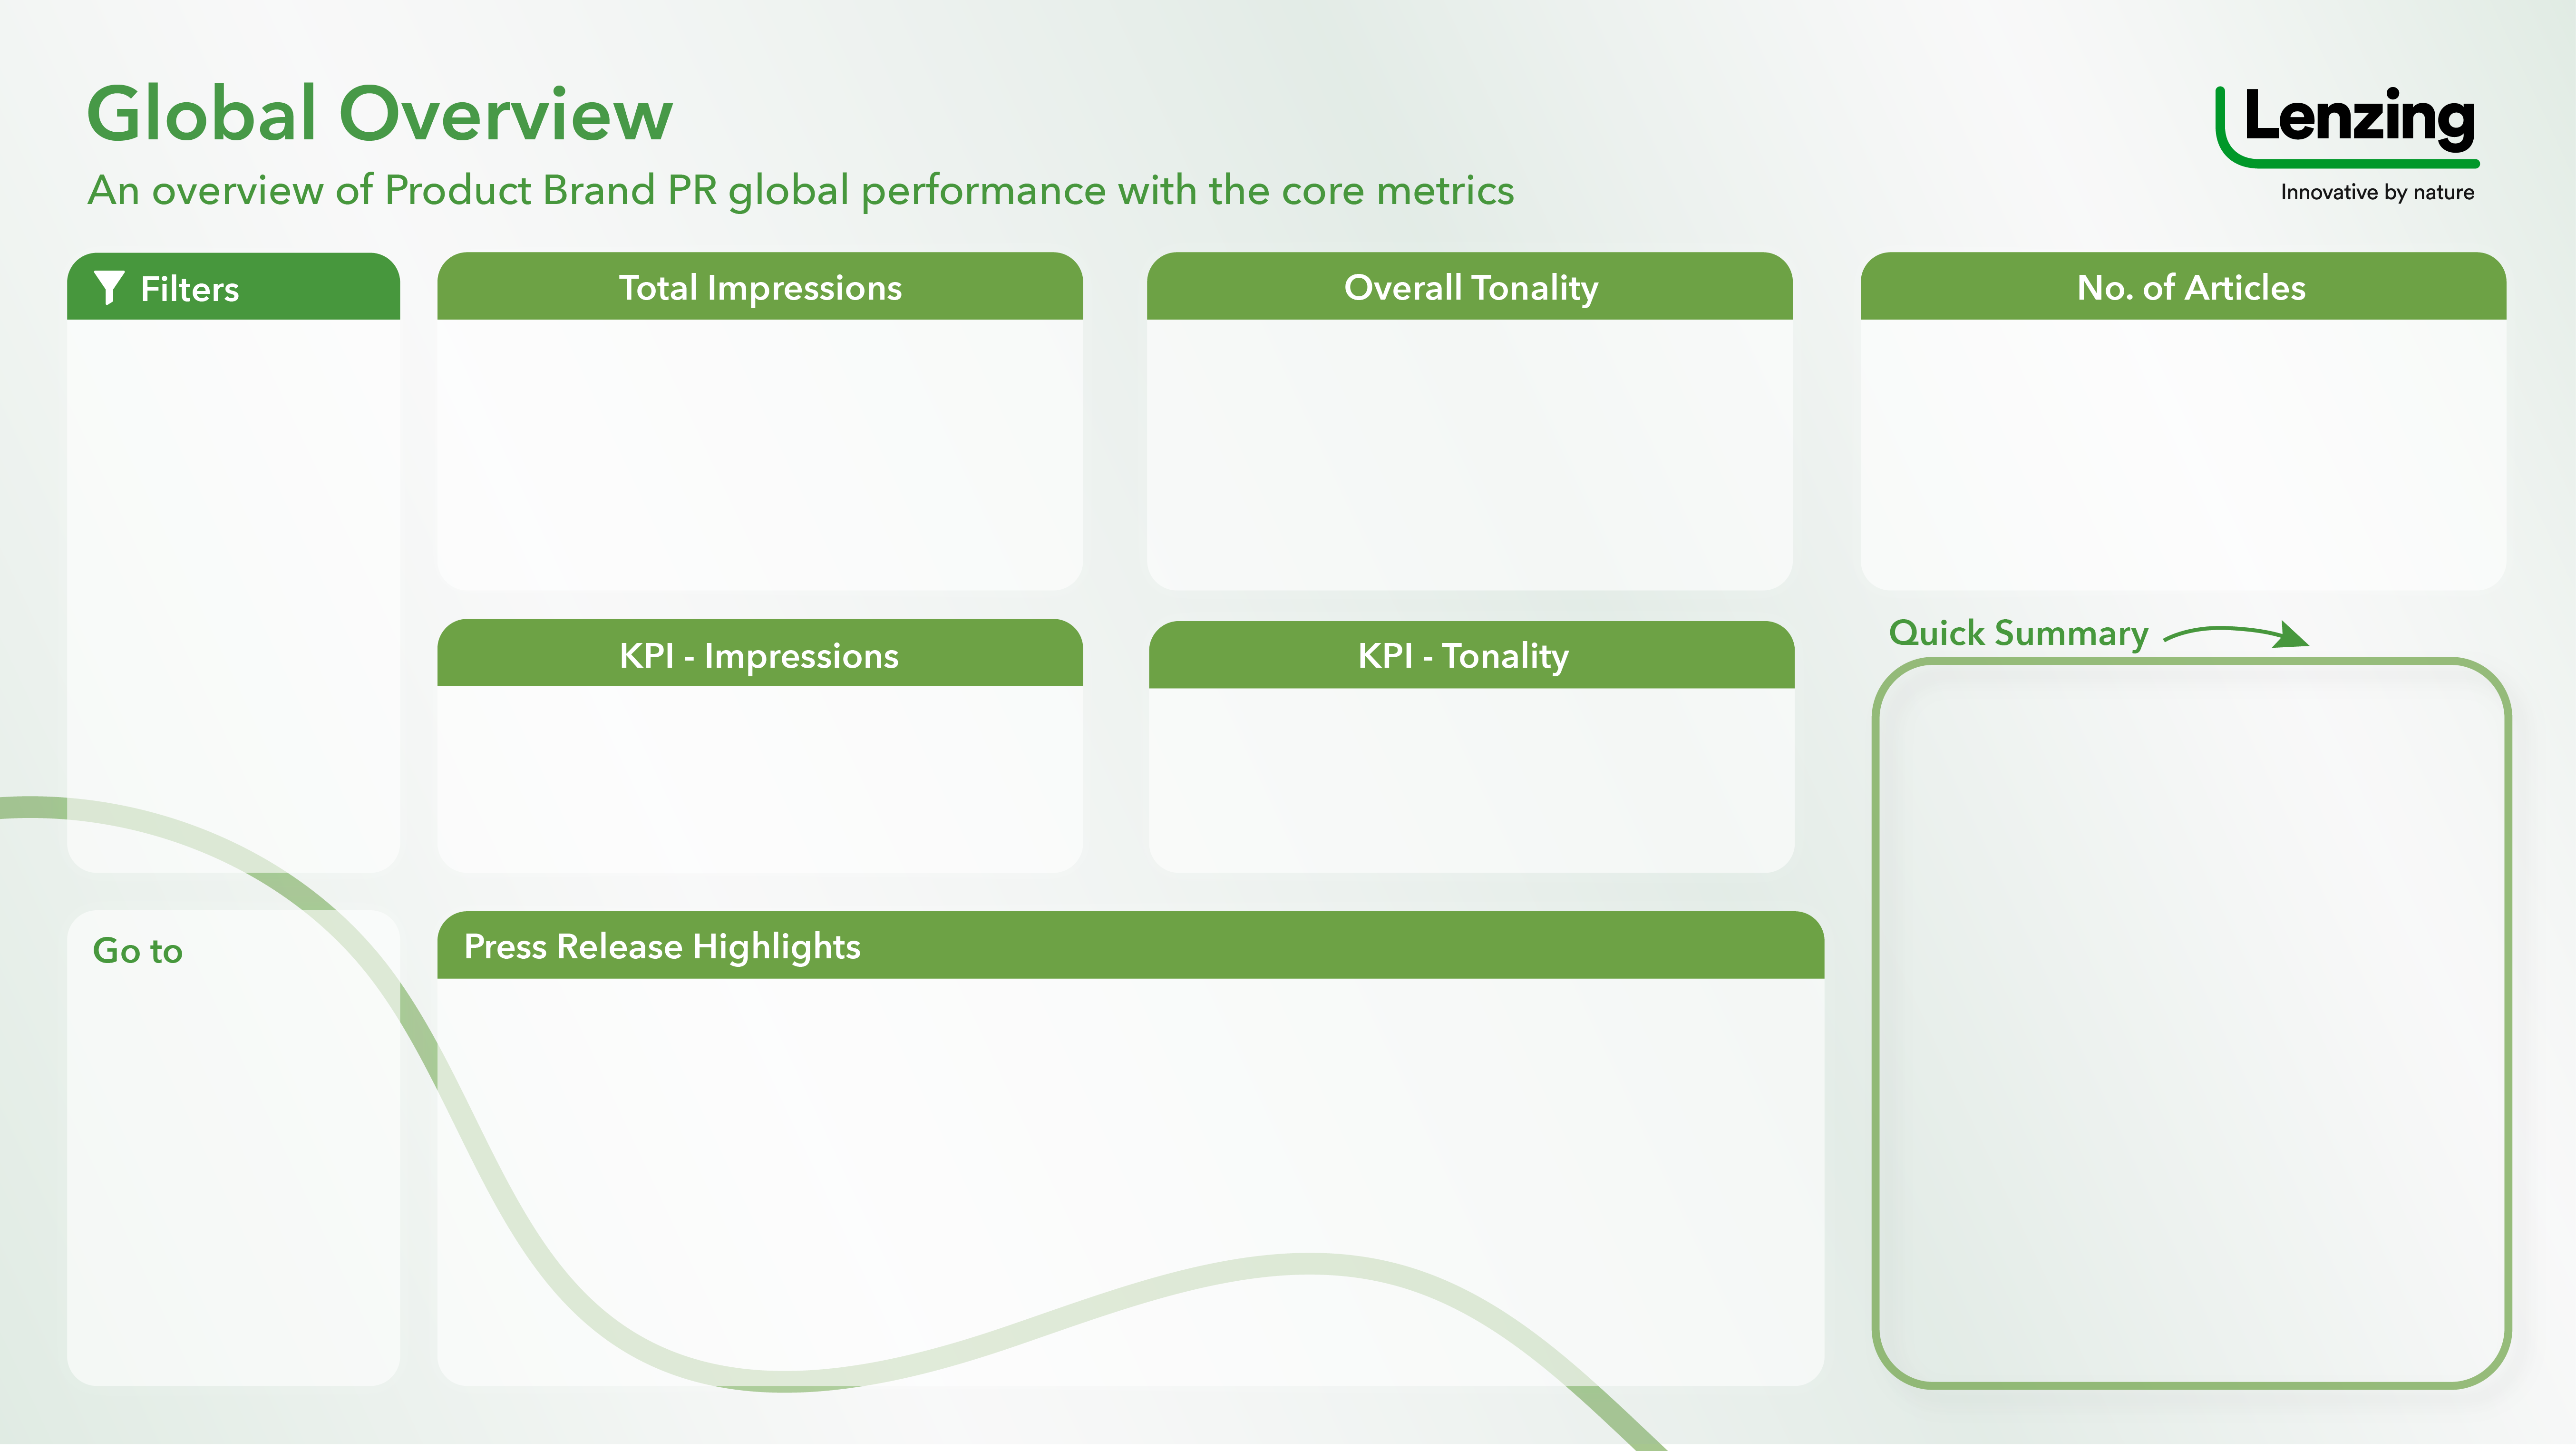 Global Overview
An overview of Product Brand PR global performance with the core metrics
Lenzing
Innovative by nature
Filters
Total Impressions
Overall Tonality
No. of Articles
KPI - Impressions
KPI - Tonality
Quick Summary
Go to
Press Release Highlights